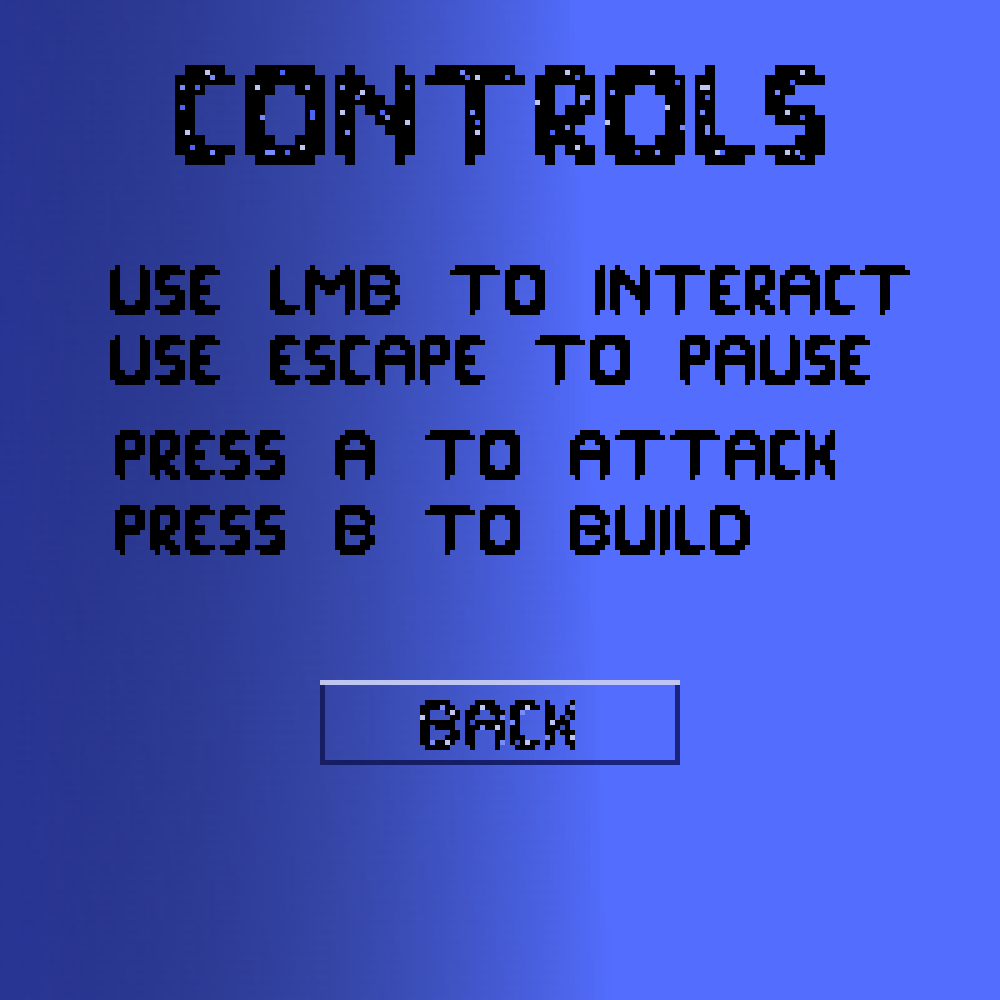 CONTROLS
USE LMB TO INTERACT
USE ESCAPE TO PAUSE
PRESS A TO ATTACK
PRESS B TO BUILD
BACK